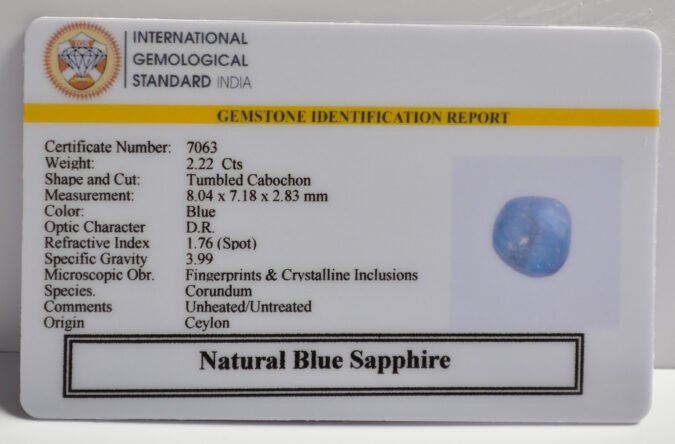 INTERNATIONAL
GEMOLOGICAL
STANDARD INDIA
GEMSTONE IDENTIFICATION REPORT
Certificate Number: 7063
Weight: 2.22 Cts
Shape and Cut: Tumbled Cabochon
Measurement: 8.04 x 7.18 x 2.83 mm
Color: Blue
Optic Character D.R.
Refractive Index 1.76 (Spot)
Specific Gravity 3.99
Microscopic Obr. Fingerprints & Crystalline Inclusions
Species. Corundum
Comments Unheated/Untreated
Origin Ceylon
Natural Blue Sapphire